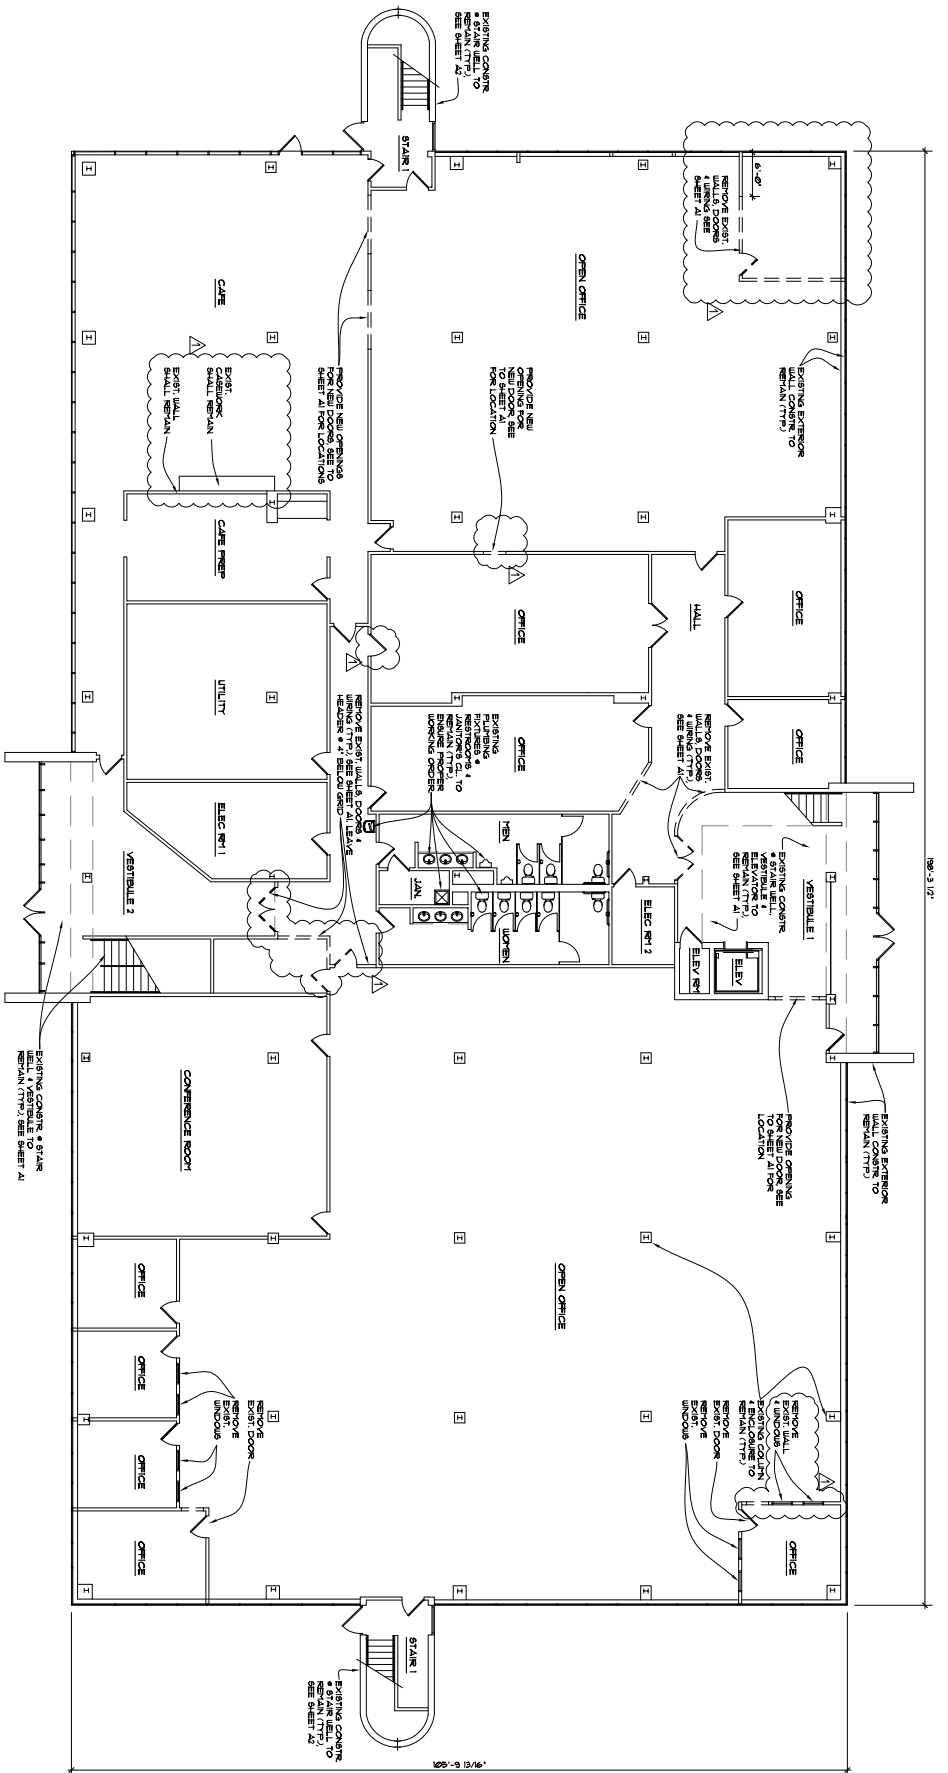 EXISTING CONSTR.
@ STAIR WELL TO
REMAIN (TYP.),
SEE SHEET A2
STAIR 1
6'-0"
REMOVE EXIST.
WALLS, DOORS
& WIRING SEE
SHEET A1
1
OPEN OFFICE
CAFE
EXISTING EXTERIOR
WALL CONSTR. TO
REMAIN (TYP.)
PROVIDE NEW
OPENING FOR
NEW DOOR, SEE
TO SHEET A1
FOR LOCATION
PROVIDE NEW OPENINGS
FOR NEW DOORS, SEE TO
SHEET A1 FOR LOCATIONS
1
EXIST.
CASEWORK
SHALL REMAIN
EXIST. WALL
SHALL REMAIN
CAFE PREP
1
OFFICE
HALL
OFFICE
1
UTILITY
OFFICE
OFFICE
REMOVE EXIST.
WALLS, DOORS
& WIRING (TYP.),
SEE SHEET A1
EXISTING
PLUMBING
FIXTURES @
RESTROOMS &
JANITOR'S CL. TO
REMAIN (TYP.),
ENSURE PROPER
WORKING ORDER
REMOVE EXIST. WALLS, DOORS &
WIRING (TYP.), SEE SHEET A1. LEAVE
HEADER @ 4" BELOW GRID
ELEC RM 1
MEN
JAN.
WOMEN
ELEC RM 2
EXISTING CONSTR.
@ STAIR WELL,
VESTIBULE &
ELEVATOR TO
REMAIN (TYP.),
SEE SHEET A1
VESTIBULE 1
VESTIBULE 2
ELEV
ELEV RM
1
198'-3 1/2"
EXISTING CONSTR. @ STAIR
WELL & VESTIBULE TO
REMAIN (TYP.), SEE SHEET A1
CONFERENCE ROOM
EXISTING EXTERIOR
WALL CONSTR. TO
REMAIN (TYP.)
PROVIDE OPENING
FOR NEW DOOR, SEE
TO SHEET A1 FOR
LOCATION
OPEN OFFICE
OFFICE
OFFICE
OFFICE
OFFICE
REMOVE
EXIST. DOOR
REMOVE
EXIST.
WINDOWS
REMOVE
EXIST. WALL
& WINDOWS
EXISTING COLUMN
& ENCLOSURE TO
REMAIN (TYP.)
REMOVE
EXIST. DOOR
REMOVE
EXIST.
WINDOWS
1
OFFICE
STAIR 1
EXISTING CONSTR.
@ STAIR WELL TO
REMAIN (TYP.),
SEE SHEET A2
105'-9 13/16"